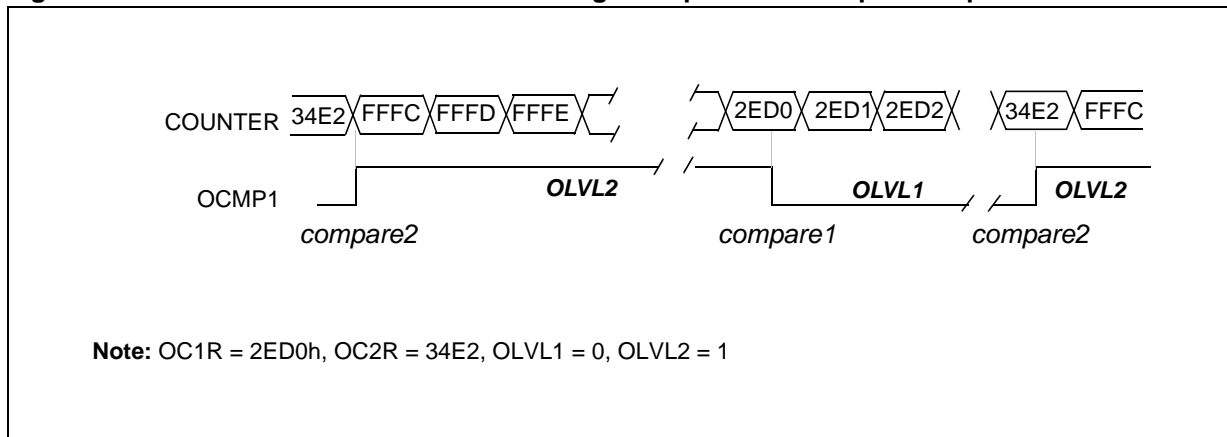 COUNTER 34E2 FFFC FFFD FFFE 2ED0 2ED1 2ED2 34E2 FFFC
OCMP1 OLVL2 OLVL1 OLVL2
compare2 compare1 compare2
Note: OC1R = 2ED0h, OC2R = 34E2, OLVL1 = 0, OLVL2 = 1